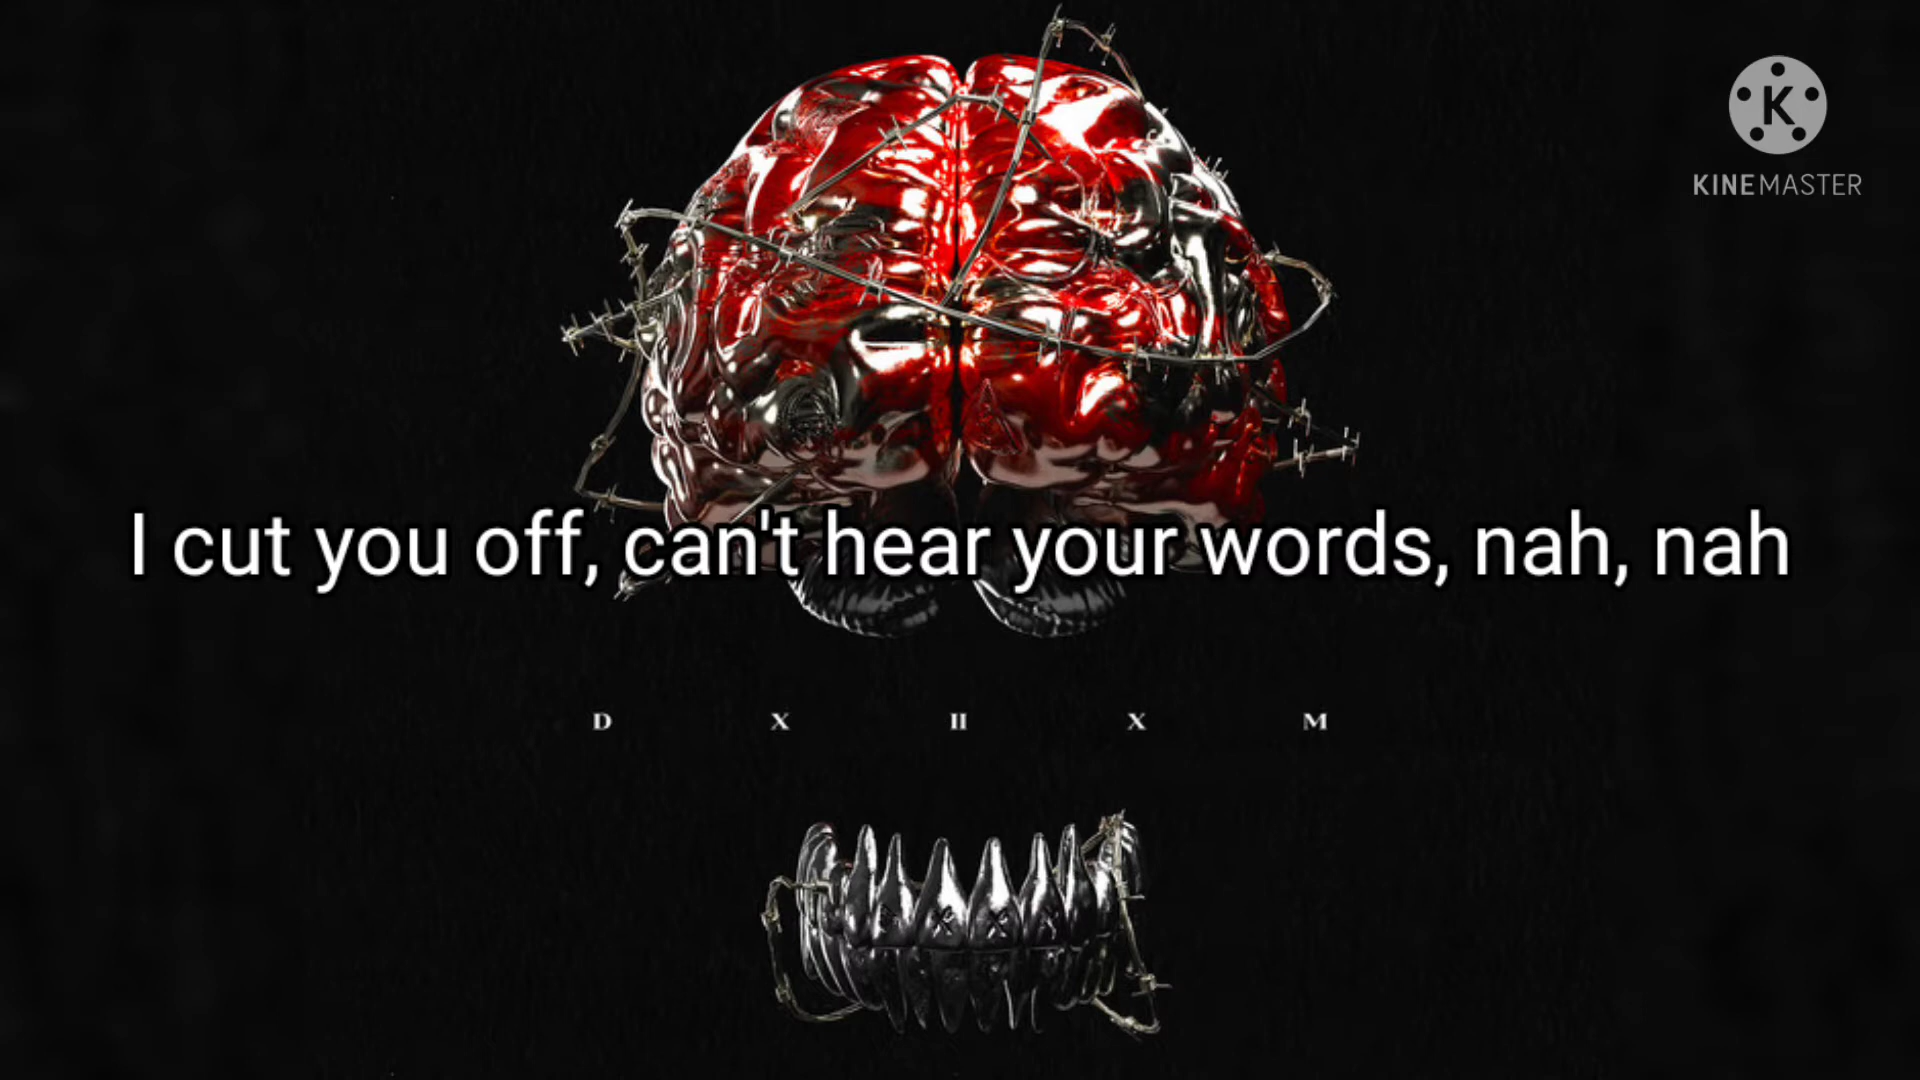 K
KINEMASTER
I cut you off, can't hear your words, nah, nah
D X II X M